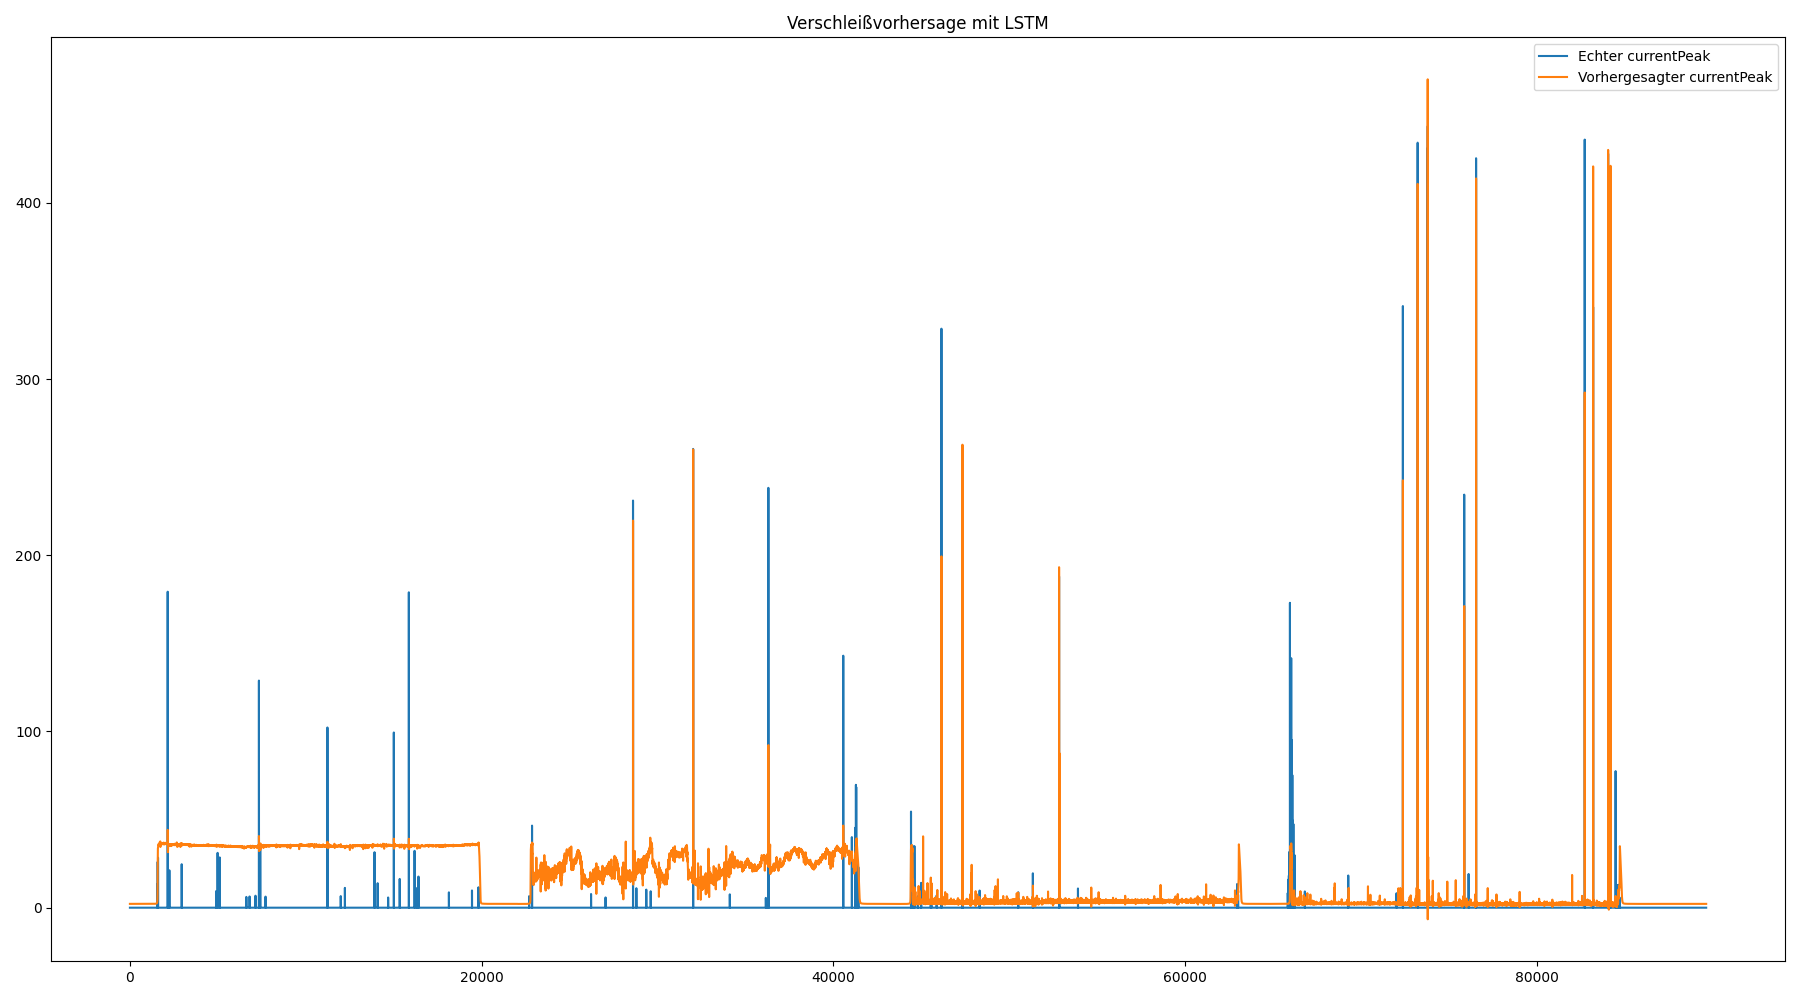 Verschleißvorhersage mit LSTM
Echter currentPeak
Vorhergesagter currentPeak
400
300
200
100
0
0 20000 40000 60000 80000